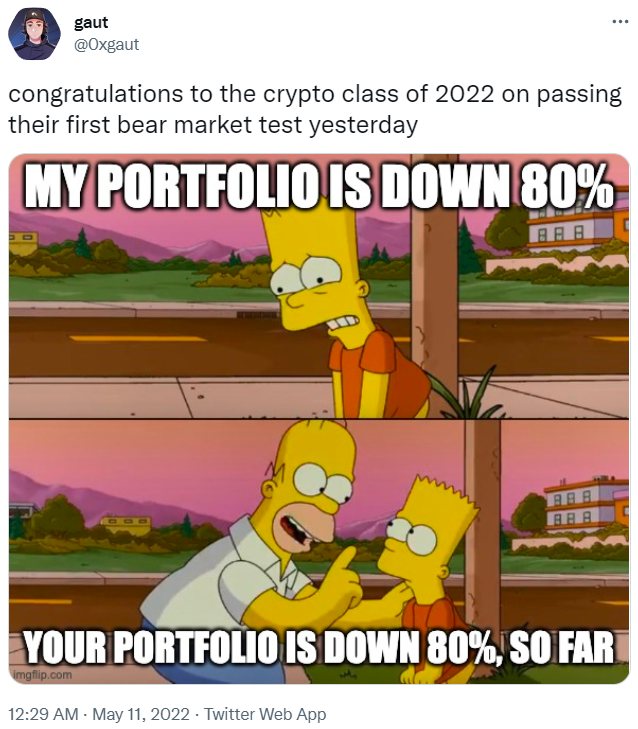 gaut
@0xgaut
congratulations to the crypto class of 2022 on passing
their first bear market test yesterday
MY PORTFOLIO IS DOWN 80%
YOUR PORTFOLIO IS DOWN 80%, SO FAR
imgflip.com
12:29 AM · May 11, 2022 · Twitter Web App